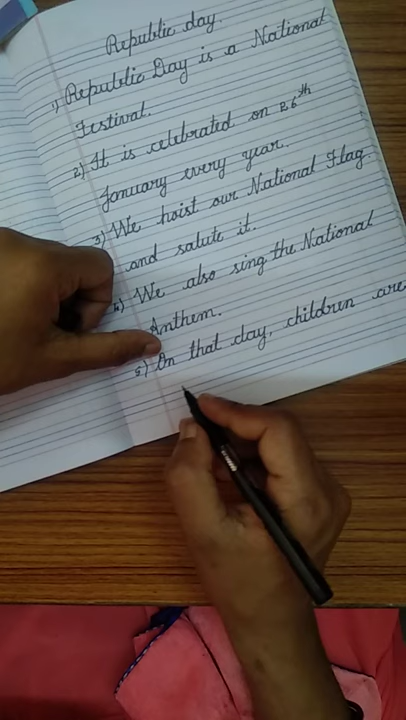 Republic day.
1) Republic Day is a National
Festival.
2) It is celebrated on 26th
January every year.
3) We hoist our National Flag.
and salute it.
4) We also sing the National
Anthem.
5) On that day, children are